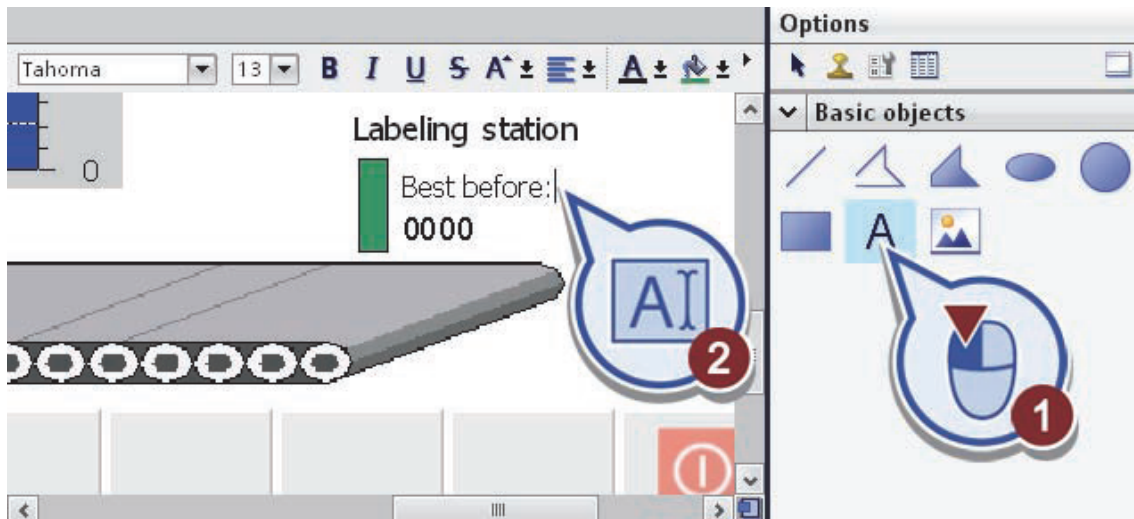 Options
Tahoma 13 B I U S A A
Basic objects
Labeling station
0
Best before:
0000
A
A
2
1